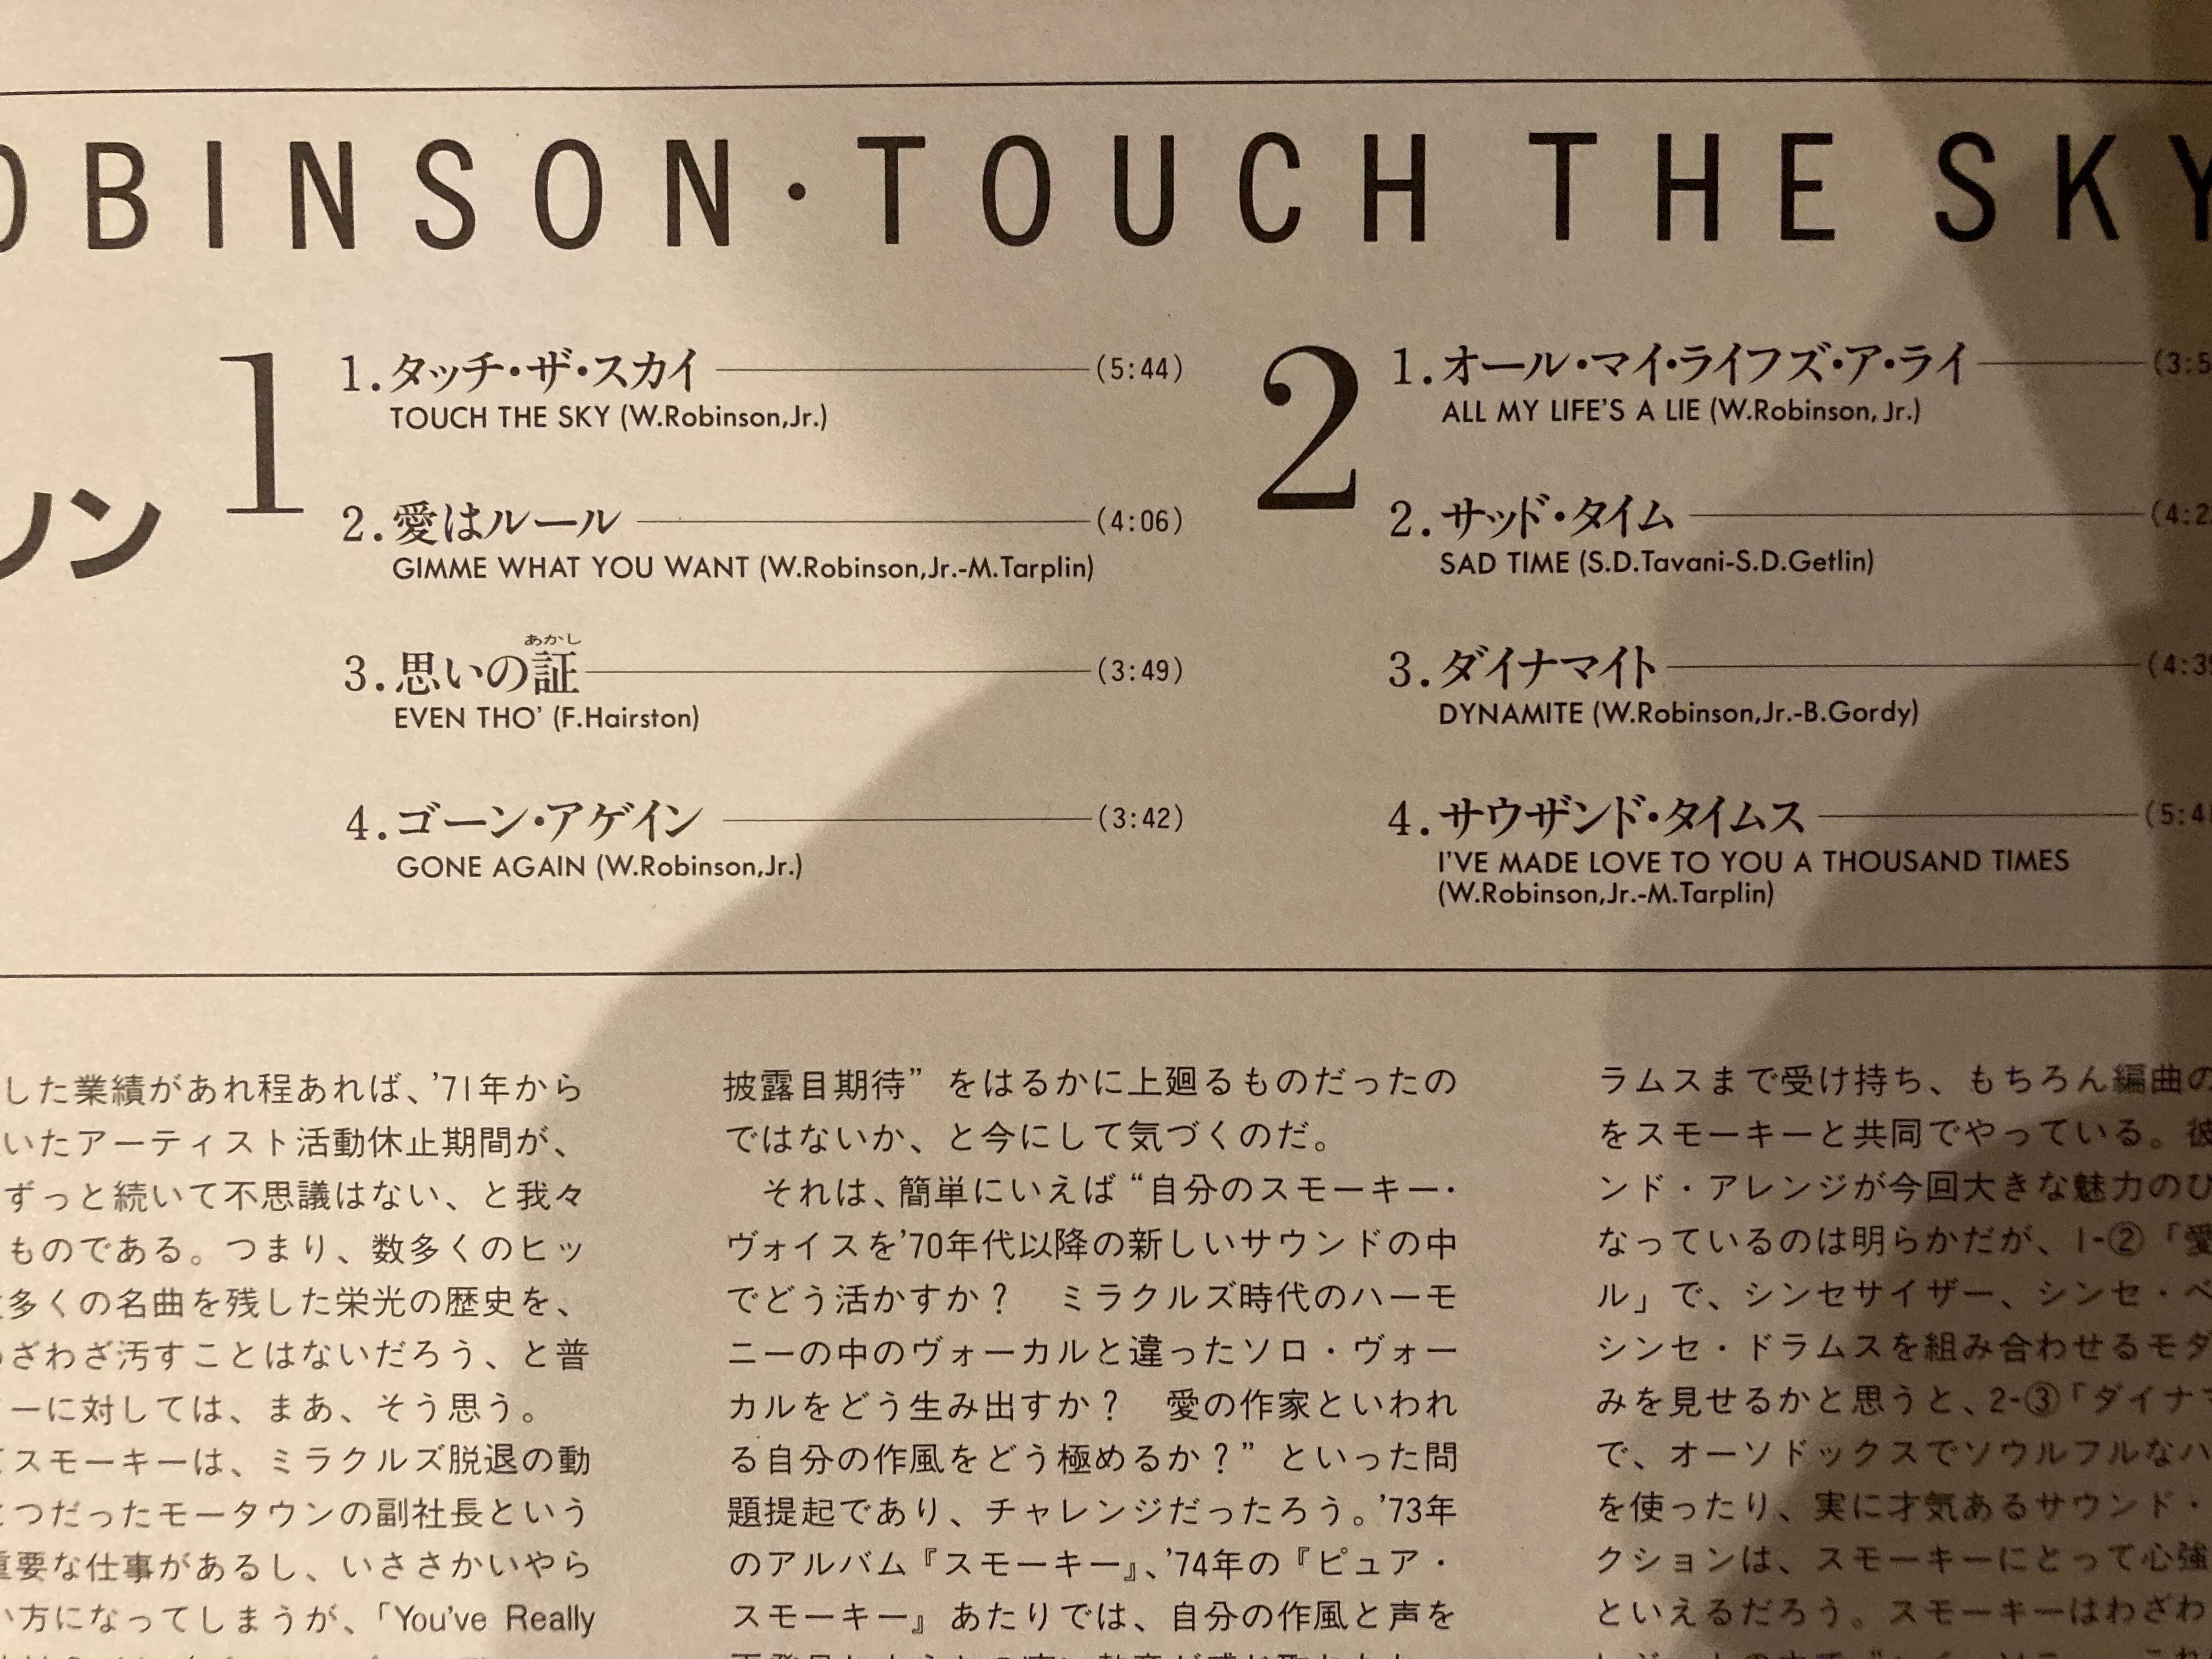 OBINSON・TOUCH THE SKY
ソン
1
1.タッチ・ザ・スカイ (5:44)
TOUCH THE SKY (W.Robinson,Jr.)
2.愛はルール (4:06)
GIMME WHAT YOU WANT (W.Robinson,Jr.-M.Tarplin)
あかし
3.思いの証 (3:49)
EVEN THO' (F.Hairston)
4.ゴーン・アゲイン (3:42)
GONE AGAIN (W.Robinson,Jr.)
2
1.オール・マイ・ライフズ・ア・ライ (3:5
ALL MY LIFE'S A LIE (W.Robinson,Jr.)
2.サッド・タイム (4:2
SAD TIME (S.D.Tavani-S.D.Getlin)
3.ダイナマイト (4:3
DYNAMITE (W.Robinson,Jr.-B.Gordy)
4.サウザンド・タイムス (5:4
I'VE MADE LOVE TO YOU A THOUSAND TIMES
(W.Robinson,Jr.-M.Tarplin)
した業績があれ程あれば、'71年から
いたアーティスト活動休止期間が、
ずっと続いて不思議はない、と我々
ものである。つまり、数多くのヒッ
多くの名曲を残した栄光の歴史を、
ざわざ汚すことはないだろう、と普
ーに対しては、まあ、そう思う。
スモーキーは、ミラクルズ脱退の動
つだったモータウンの副社長という
重要な仕事があるし、いささかいやら
い方になってしまうが、「You've Really
披露目期待”をはるかに上廻るものだったの
ではないか、と今にして気づくのだ。
それは、簡単にいえば“自分のスモーキー・
ヴォイスを'70年代以降の新しいサウンドの中
でどう活かすか？　ミラクルズ時代のハーモ
ニーの中のヴォーカルと違ったソロ・ヴォー
カルをどう生み出すか？　愛の作家といわれ
る自分の作風をどう極めるか？”といった問
題提起であり、チャレンジだったろう。'73年
のアルバム『スモーキー』、'74年の『ピュア・
スモーキー』あたりでは、自分の作風と声を
ラムスまで受け持ち、もちろん編曲の
をスモーキーと共同でやっている。彼
ンド・アレンジが今回大きな魅力のひ
なっているのは明らかだが、1-②「愛
ル」で、シンセサイザー、シンセ・ベ
シンセ・ドラムスを組み合わせるモダ
みを見せるかと思うと、2-③「ダイナマ
で、オーソドックスでソウルフルなハ
を使ったり、実に才気あるサウンド・
クションは、スモーキーにとって心強
といえるだろう。スモーキーはわざわ